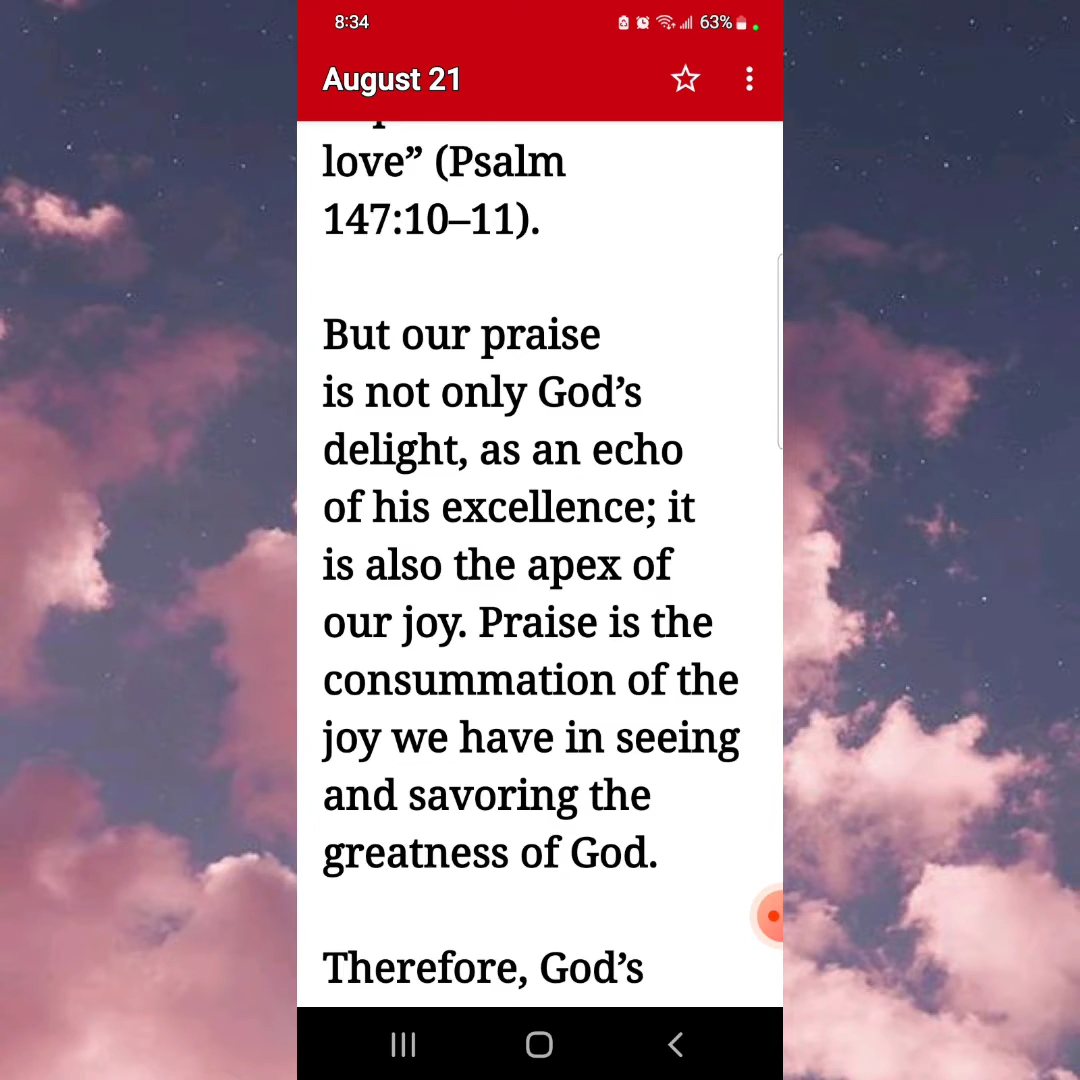 8:34
63%
August 21
love” (Psalm
147:10–11).
But our praise
is not only God’s
delight, as an echo
of his excellence; it
is also the apex of
our joy. Praise is the
consummation of the
joy we have in seeing
and savoring the
greatness of God.
Therefore, God’s